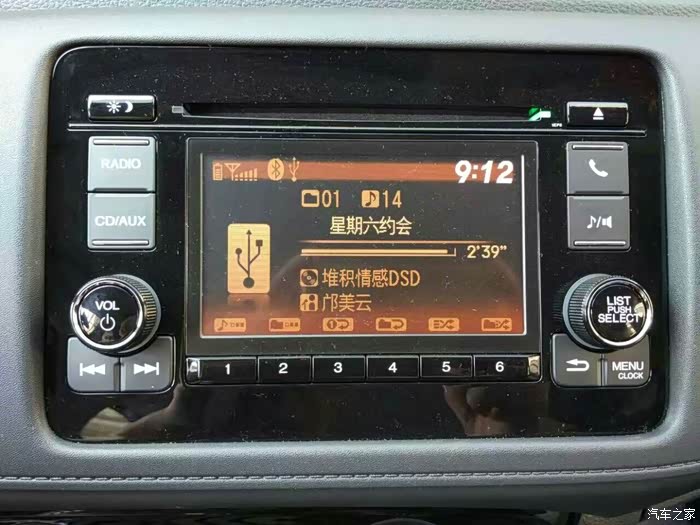 RADIO
CD/AUX
VOL
9:12
01 14
星期六约会
2'39"
堆积情感DSD
邝美云
1 2 3 4 5 6
LIST
PUSH
SELECT
MENU
CLOCK
汽车之家